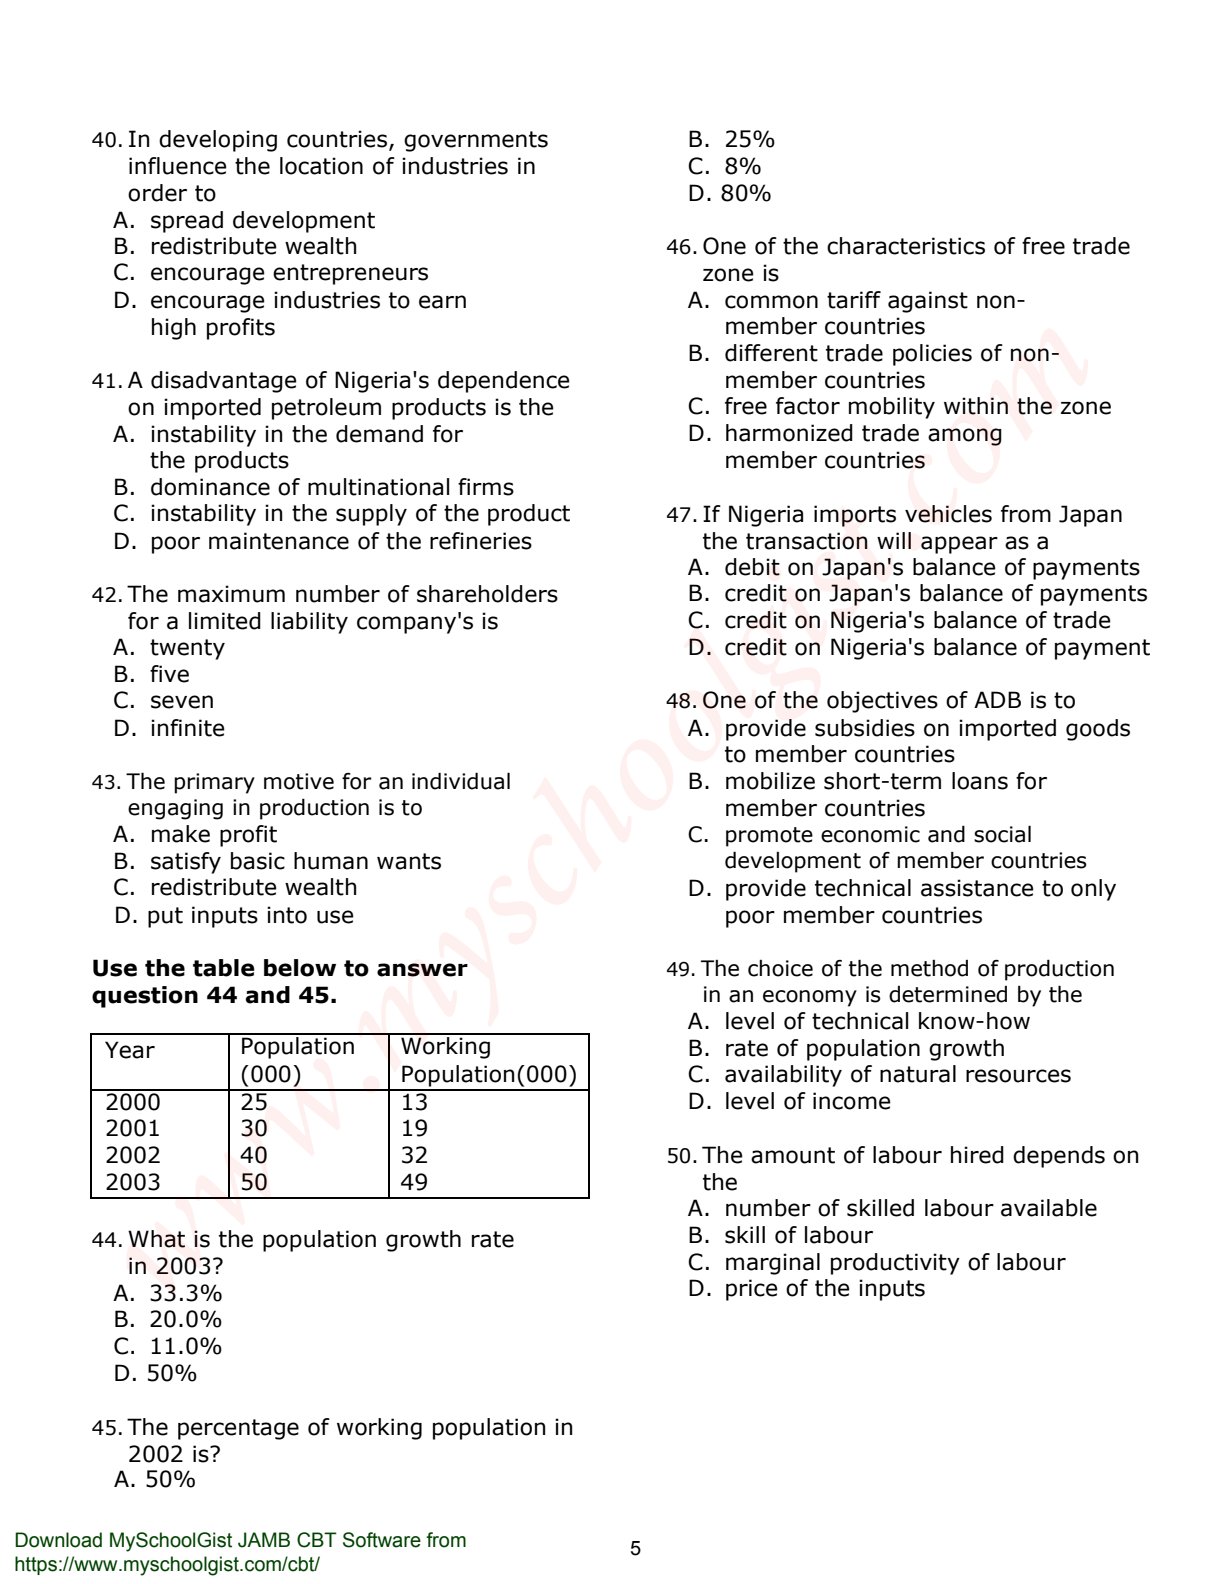 40. In developing countries, governments
influence the location of industries in
order to
A. spread development
B. redistribute wealth
C. encourage entrepreneurs
D. encourage industries to earn
high profits
41. A disadvantage of Nigeria's dependence
on imported petroleum products is the
A. instability in the demand for
the products
B. dominance of multinational firms
C. instability in the supply of the product
D. poor maintenance of the refineries
42. The maximum number of shareholders
for a limited liability company's is
A. twenty
B. five
C. seven
D. infinite
43. The primary motive for an individual
engaging in production is to
A. make profit
B. satisfy basic human wants
C. redistribute wealth
D. put inputs into use
Use the table below to answer
question 44 and 45.
Year Population Working
(000) Population(000)
2000 25 13
2001 30 19
2002 40 32
2003 50 49
44. What is the population growth rate
in 2003?
A. 33.3%
B. 20.0%
C. 11.0%
D. 50%
45. The percentage of working population in
2002 is?
A. 50%
B. 25%
C. 8%
D. 80%
46. One of the characteristics of free trade
zone is
A. common tariff against non-
member countries
B. different trade policies of non-
member countries
C. free factor mobility within the zone
D. harmonized trade among
member countries
47. If Nigeria imports vehicles from Japan
the transaction will appear as a
A. debit on Japan's balance of payments
B. credit on Japan's balance of payments
C. credit on Nigeria's balance of trade
D. credit on Nigeria's balance of payment
48. One of the objectives of ADB is to
A. provide subsidies on imported goods
to member countries
B. mobilize short-term loans for
member countries
C. promote economic and social
development of member countries
D. provide technical assistance to only
poor member countries
49. The choice of the method of production
in an economy is determined by the
A. level of technical know-how
B. rate of population growth
C. availability of natural resources
D. level of income
50. The amount of labour hired depends on
the
A. number of skilled labour available
B. skill of labour
C. marginal productivity of labour
D. price of the inputs
www.myschoolgist.com
Download MySchoolGist JAMB CBT Software from
https://www.myschoolgist.com/cbt/
5